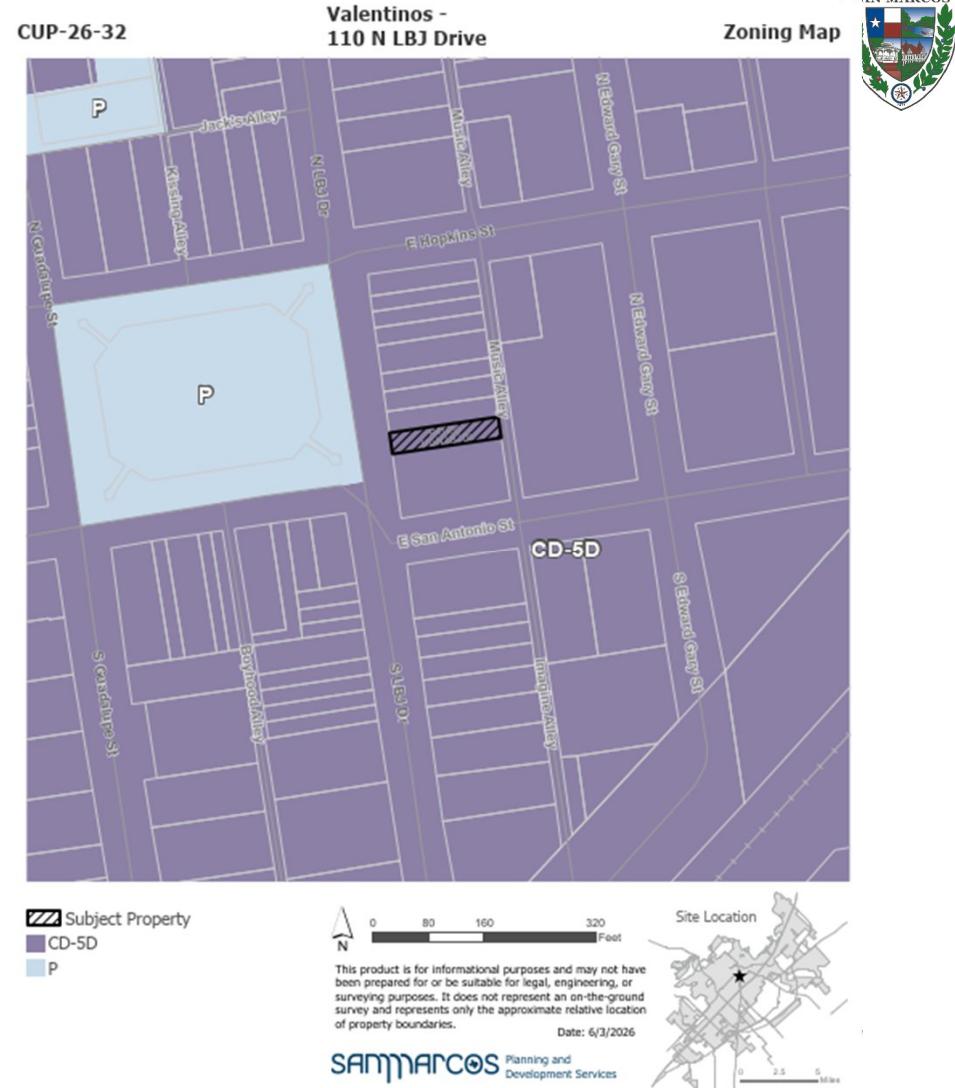 CUP-26-32
Valentinos -
110 N LBJ Drive
Zoning Map
P
Jack's Alley
Kissing Alley
N LBJ Dr
Music Alley
N Edward Gary St
N Guadalupe St
E Hopkins St
P
Music Alley
N Edward Gary St
E San Antonio St
CD-5D
S Guadalupe St
Boyhood Alley
S LBJ Dr
Imagine Alley
S Edward Gary St
Subject Property
CD-5D
P
N
0 80 160 320
Feet
This product is for informational purposes and may not have
been prepared for or be suitable for legal, engineering, or
surveying purposes. It does not represent an on-the-ground
survey and represents only the approximate relative location
of property boundaries.
Date: 6/3/2026
SAN MARCOS
Planning and
Development Services
Site Location
0 2.5 5
Miles